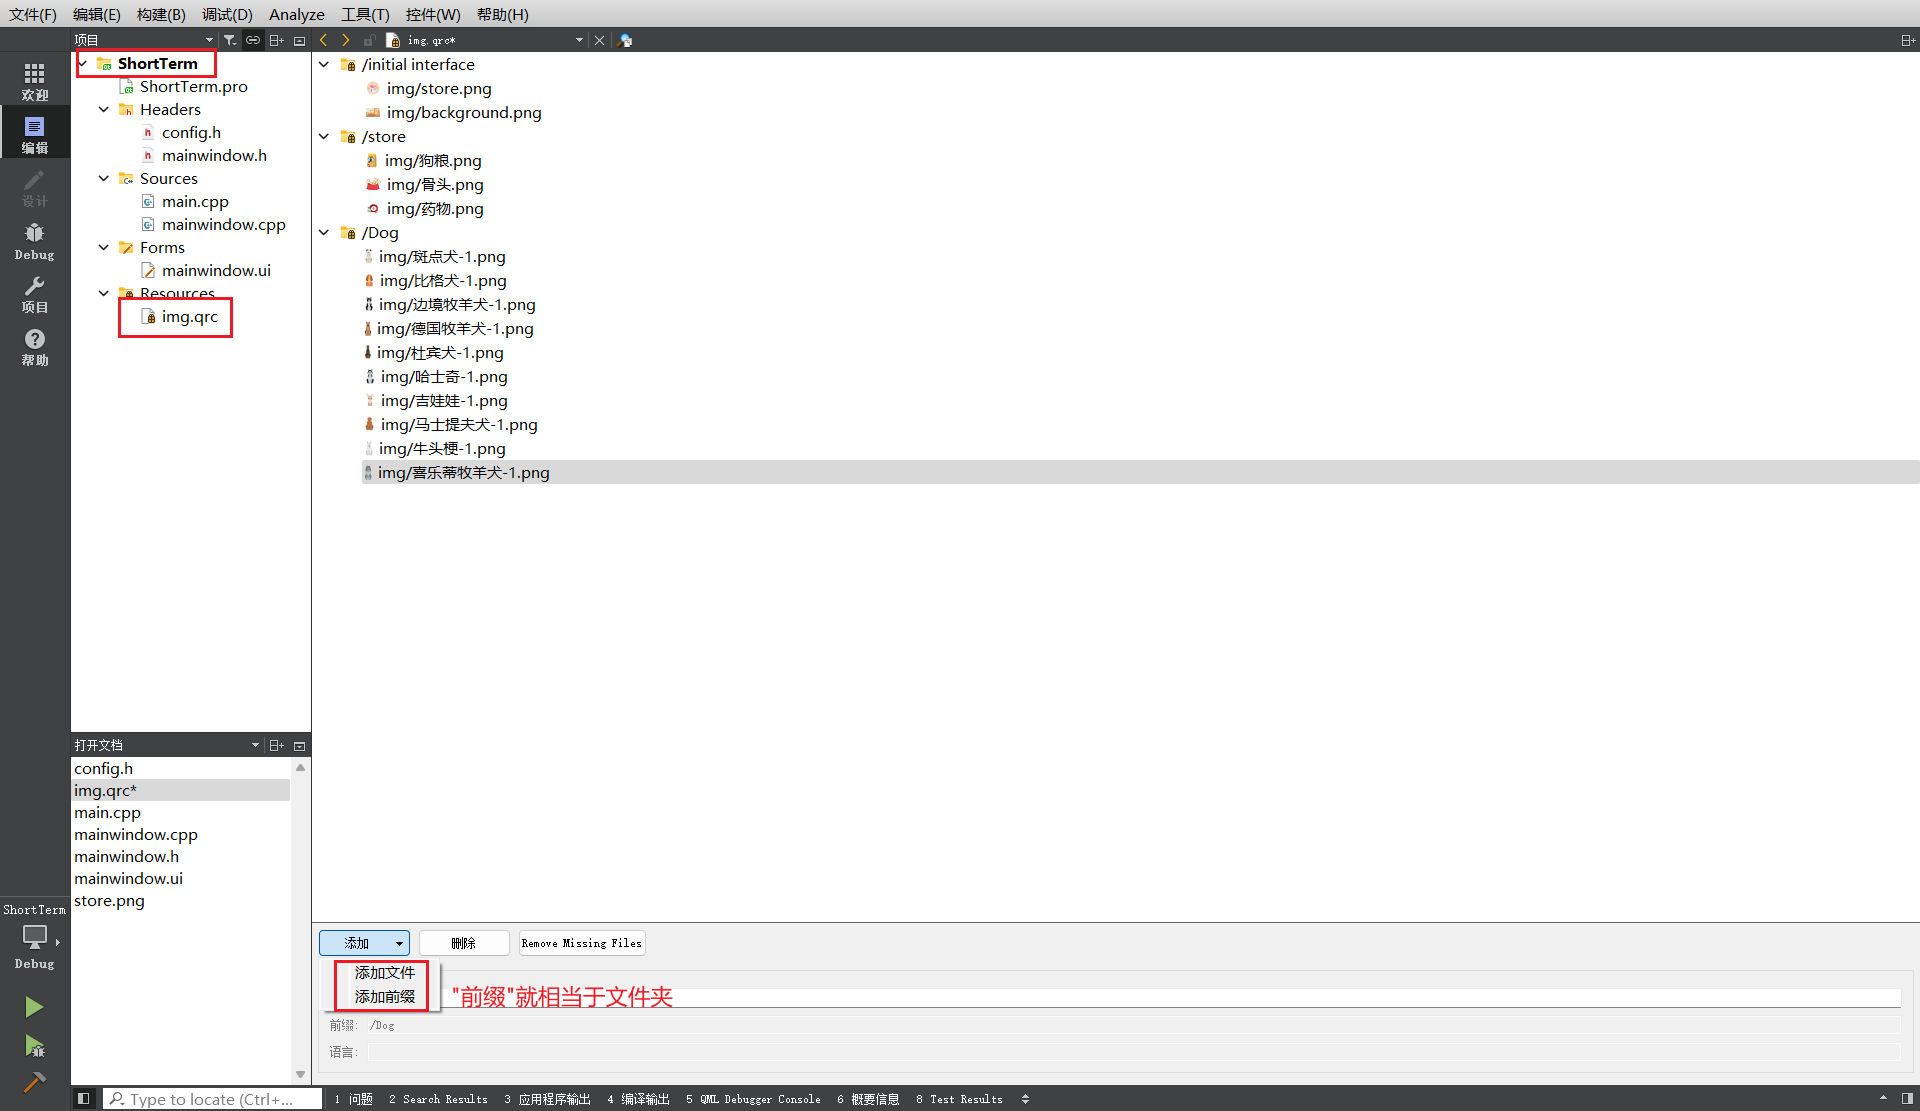 文件(F) 编辑(E) 构建(B) 调试(D) Analyze 工具(T) 控件(W) 帮助(H)
项目
img.qrc*
欢迎
编辑
设计
Debug
项目
帮助
ShortTerm
ShortTerm.pro
Headers
config.h
mainwindow.h
Sources
main.cpp
mainwindow.cpp
Forms
mainwindow.ui
Resources
img.qrc
/initial interface
img/store.png
img/background.png
/store
img/狗粮.png
img/骨头.png
img/药物.png
/Dog
img/斑点犬-1.png
img/比格犬-1.png
img/边境牧羊犬-1.png
img/德国牧羊犬-1.png
img/杜宾犬-1.png
img/哈士奇-1.png
img/吉娃娃-1.png
img/马士提夫犬-1.png
img/牛头梗-1.png
img/喜乐蒂牧羊犬-1.png
打开文档
config.h
img.qrc*
main.cpp
mainwindow.cpp
mainwindow.h
mainwindow.ui
store.png
ShortTerm
Debug
添加 删除 Remove Missing Files
添加文件
添加前缀
"前缀"就相当于文件夹
前缀: /Dog
语言:
Type to locate (Ctrl+...
1 问题 2 Search Results 3 应用程序输出 4 编译输出 5 QML Debugger Console 6 概要信息 8 Test Results